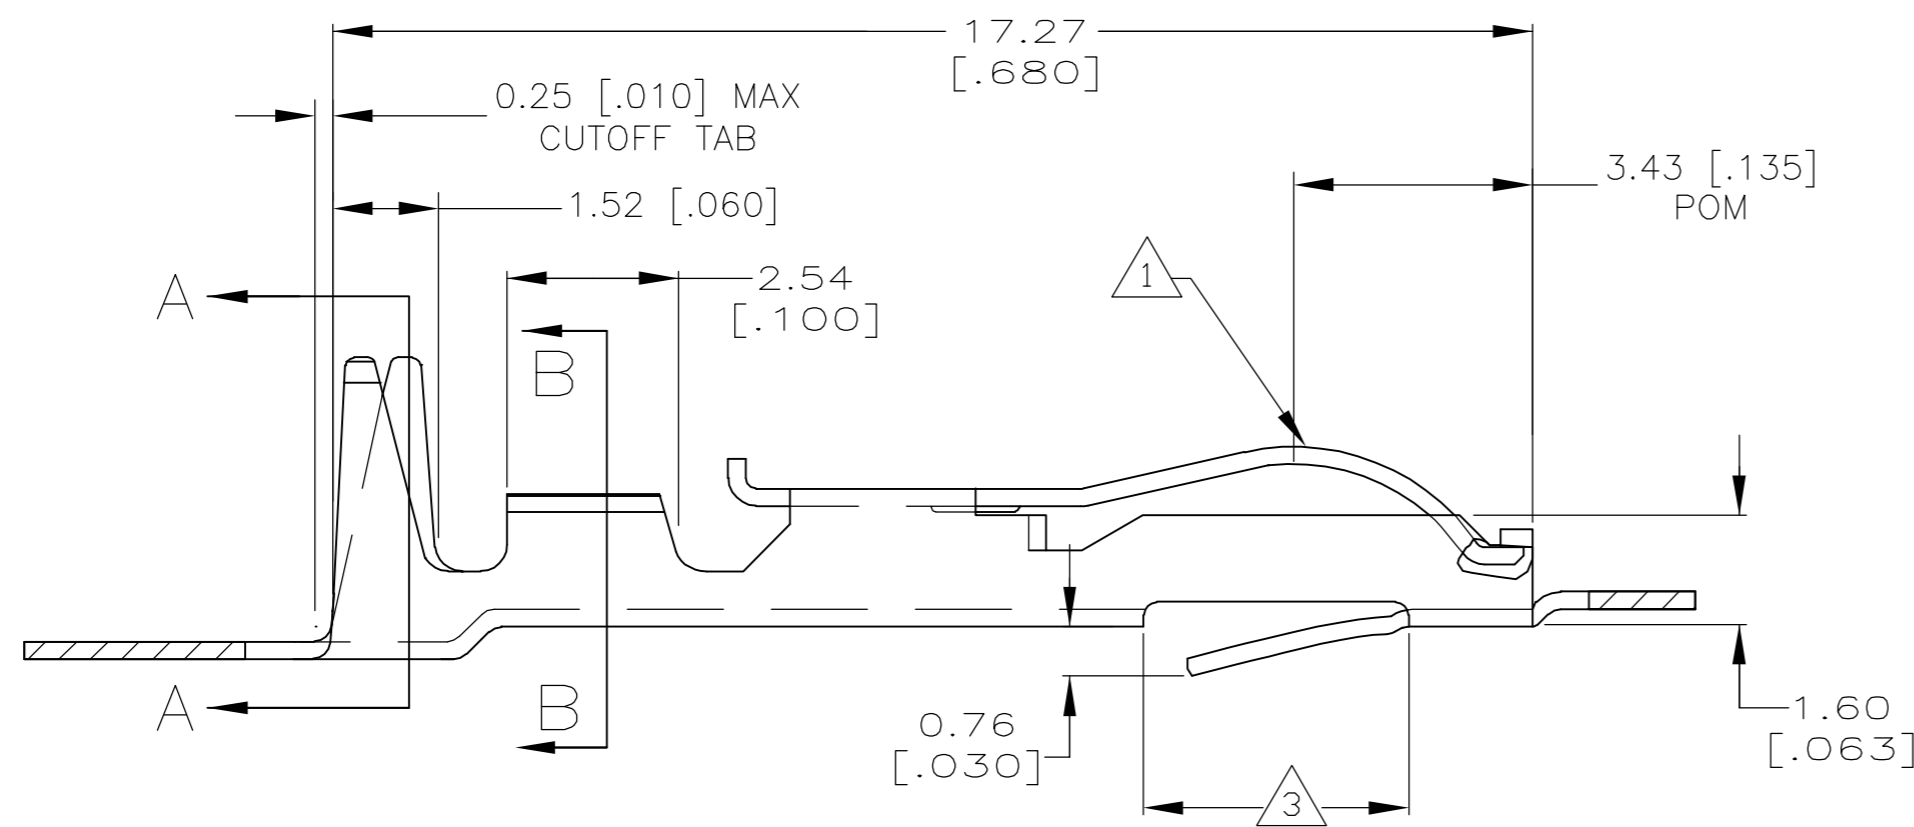 17.27
[.680]
0.25 [.010] MAX
CUTOFF TAB
3.43 [.135]
POM
1.52 [.060]
2.54
[.100]
1
A
B
A
B
0.76
[.030]
1.60
[.063]
3